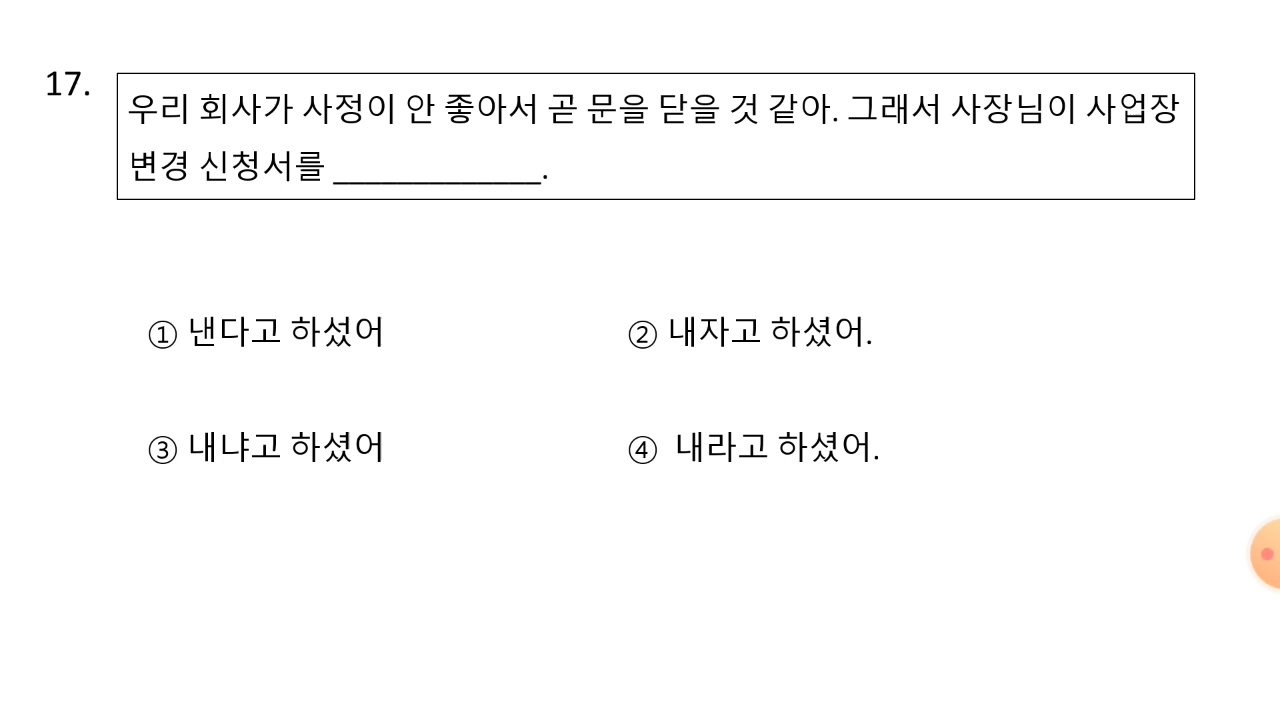 17.
우리 회사가 사정이 안 좋아서 곧 문을 닫을 것 같아. 그래서 사장님이 사업장
변경 신청서를 _____________.
① 낸다고 하섰어
② 내자고 하셨어.
③ 내냐고 하셨어
④ 내라고 하셨어.